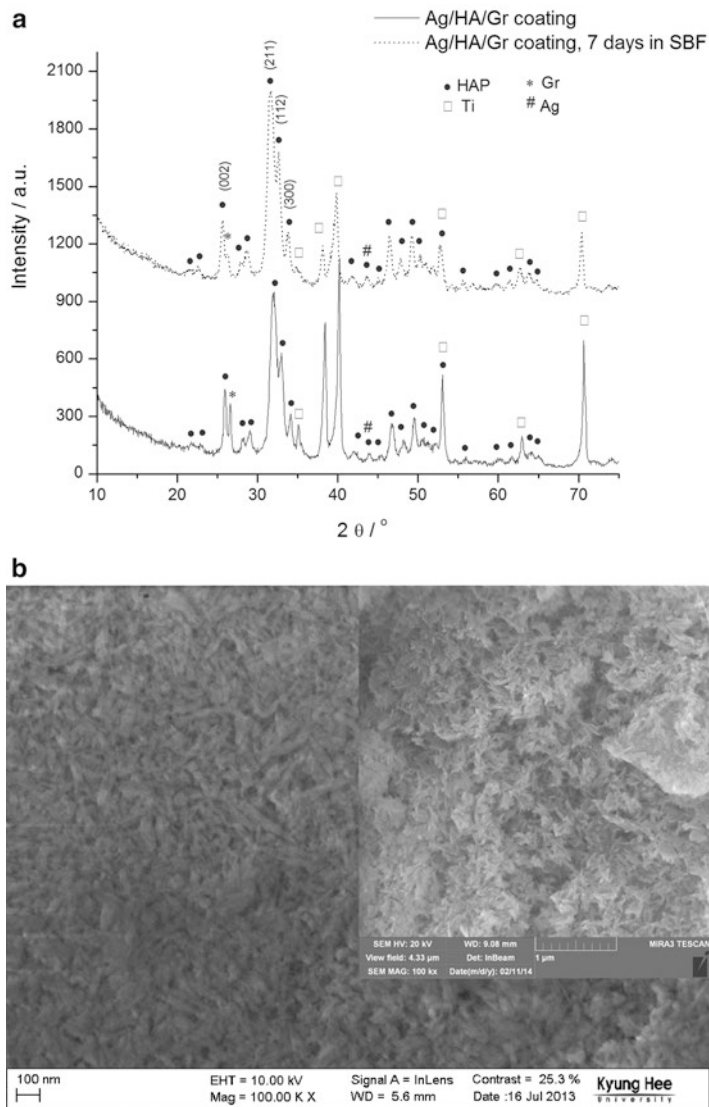 a
Ag/HA/Gr coating
Ag/HA/Gr coating, 7 days in SBF
● HAP * Gr
□ Ti # Ag
2100
1800
1500
1200
900
600
300
0
Intensity / a.u.
(002)
(211)
(112)
(300)
*
#
*
#
10 20 30 40 50 60 70
2 θ / °
b
SEM HV: 20 kV WD: 9.08 mm MIRA3 TESCAN
View field: 4.33 µm Det: InBeam 1 µm
SEM MAG: 100 kx Date(m/d/y): 02/11/14
100 nm
EHT = 10.00 kV Signal A = InLens Contrast = 25.3 % Kyung Hee
Mag = 100.00 K X WD = 5.6 mm Date :16 Jul 2013 University